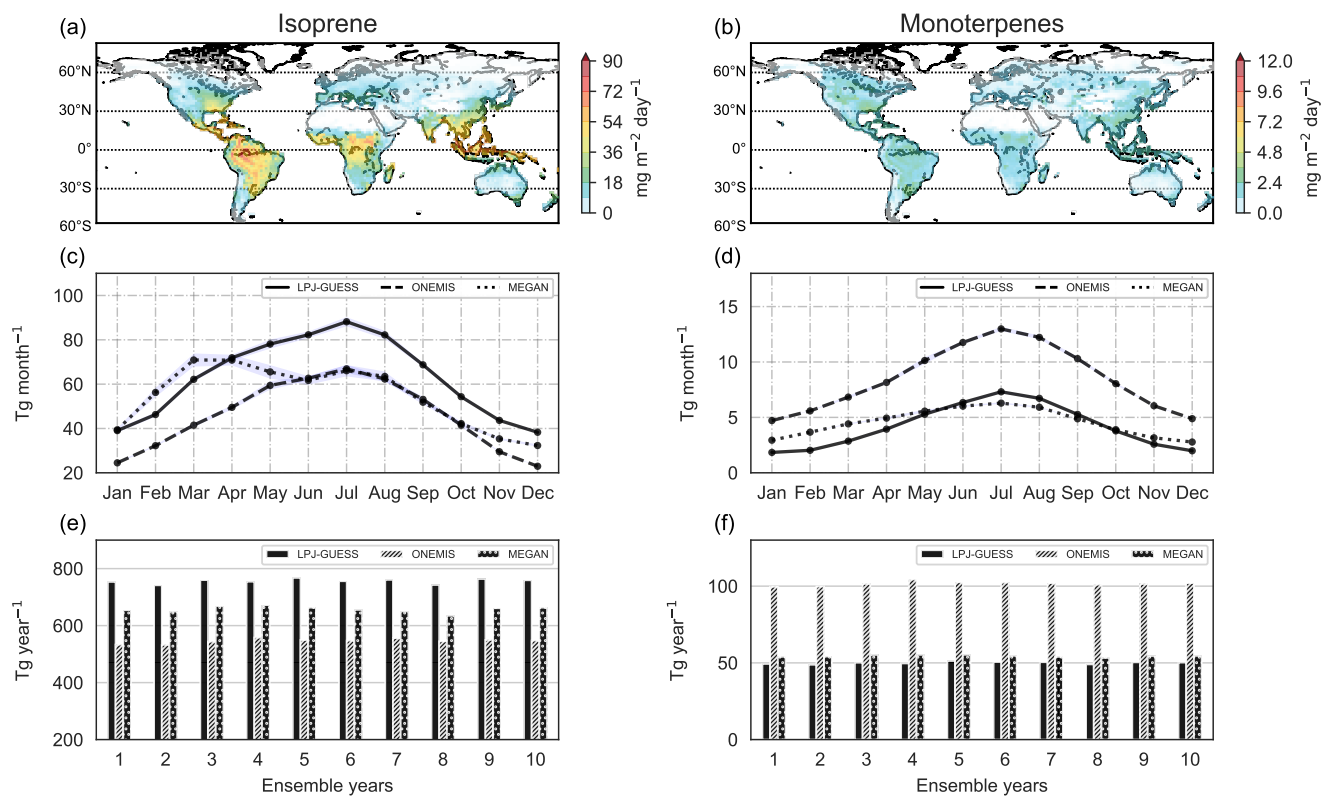 (a) Isoprene
60°N
30°N
0°
30°S
60°S
90
72
54
36
18
0
mg m−2 day−1
(b) Monoterpenes
60°N
30°N
0°
30°S
60°S
12.0
9.6
7.2
4.8
2.4
0.0
mg m−2 day−1
(c)
LPJ-GUESS ONEMIS MEGAN
100
80
60
40
20
Tg month−1
Jan Feb Mar Apr May Jun Jul Aug Sep Oct Nov Dec
(d)
LPJ-GUESS ONEMIS MEGAN
15
10
5
0
Tg month−1
Jan Feb Mar Apr May Jun Jul Aug Sep Oct Nov Dec
(e)
LPJ-GUESS ONEMIS MEGAN
800
600
400
200
Tg year−1
1 2 3 4 5 6 7 8 9 10
Ensemble years
(f)
LPJ-GUESS ONEMIS MEGAN
100
50
0
Tg year−1
1 2 3 4 5 6 7 8 9 10
Ensemble years